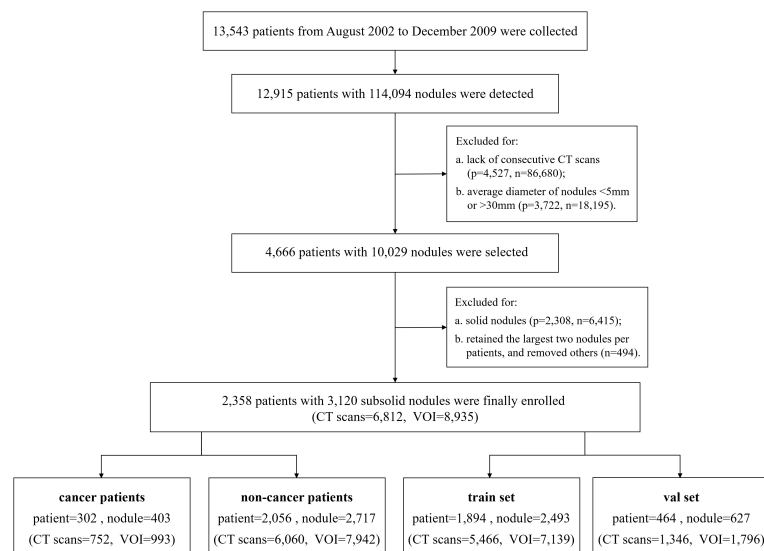 13,543 patients from August 2002 to December 2009 were collected
12,915 patients with 114,094 nodules were detected
Excluded for:
a. lack of consecutive CT scans
(p=4,527, n=86,680);
b. average diameter of nodules <5mm
or >30mm (p=3,722, n=18,195).
4,666 patients with 10,029 nodules were selected
Excluded for:
a. solid nodules (p=2,308, n=6,415);
b. retained the largest two nodules per
patients, and removed others (n=494).
2,358 patients with 3,120 subsolid nodules were finally enrolled
(CT scans=6,812, VOI=8,935)
cancer patients
patient=302 , nodule=403
(CT scans=752, VOI=993)
non-cancer patients
patient=2,056 , nodule=2,717
(CT scans=6,060, VOI=7,942)
train set
patient=1,894 , nodule=2,493
(CT scans=5,466, VOI=7,139)
val set
patient=464 , nodule=627
(CT scans=1,346, VOI=1,796)